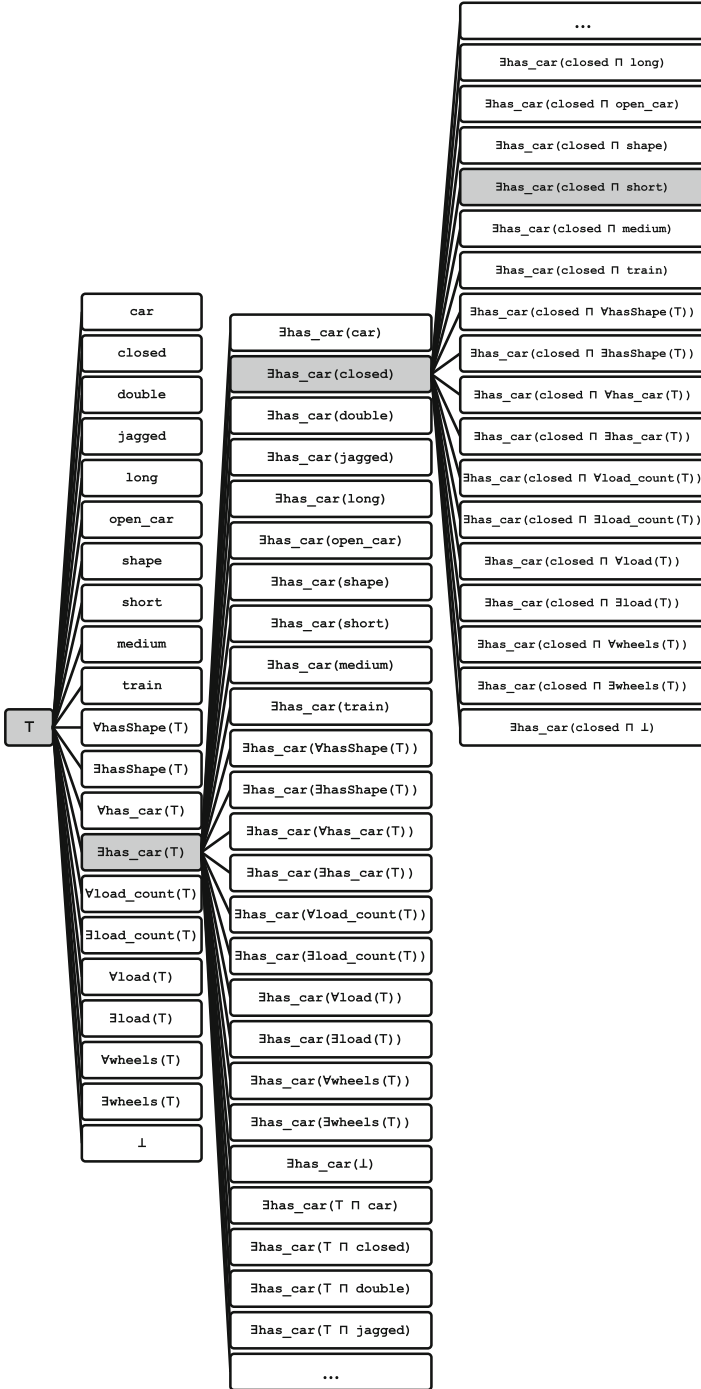 T
car
closed
double
jagged
long
open_car
shape
short
medium
train
∀hasShape(T)
∃hasShape(T)
∀has_car(T)
∃has_car(T)
∀load_count(T)
∃load_count(T)
∀load(T)
∃load(T)
∀wheels(T)
∃wheels(T)
⊥
∃has_car(car)
∃has_car(closed)
∃has_car(double)
∃has_car(jagged)
∃has_car(long)
∃has_car(open_car)
∃has_car(shape)
∃has_car(short)
∃has_car(medium)
∃has_car(train)
∃has_car(∀hasShape(T))
∃has_car(∃hasShape(T))
∃has_car(∀has_car(T))
∃has_car(∃has_car(T))
∃has_car(∀load_count(T))
∃has_car(∃load_count(T))
∃has_car(∀load(T))
∃has_car(∃load(T))
∃has_car(∀wheels(T))
∃has_car(∃wheels(T))
∃has_car(⊥)
∃has_car(T ⊓ car)
∃has_car(T ⊓ closed)
∃has_car(T ⊓ double)
∃has_car(T ⊓ jagged)
...
...
∃has_car(closed ⊓ long)
∃has_car(closed ⊓ open_car)
∃has_car(closed ⊓ shape)
∃has_car(closed ⊓ short)
∃has_car(closed ⊓ medium)
∃has_car(closed ⊓ train)
∃has_car(closed ⊓ ∀hasShape(T))
∃has_car(closed ⊓ ∃hasShape(T))
∃has_car(closed ⊓ ∀has_car(T))
∃has_car(closed ⊓ ∃has_car(T))
∃has_car(closed ⊓ ∀load_count(T))
∃has_car(closed ⊓ ∃load_count(T))
∃has_car(closed ⊓ ∀load(T))
∃has_car(closed ⊓ ∃load(T))
∃has_car(closed ⊓ ∀wheels(T))
∃has_car(closed ⊓ ∃wheels(T))
∃has_car(closed ⊓ ⊥)